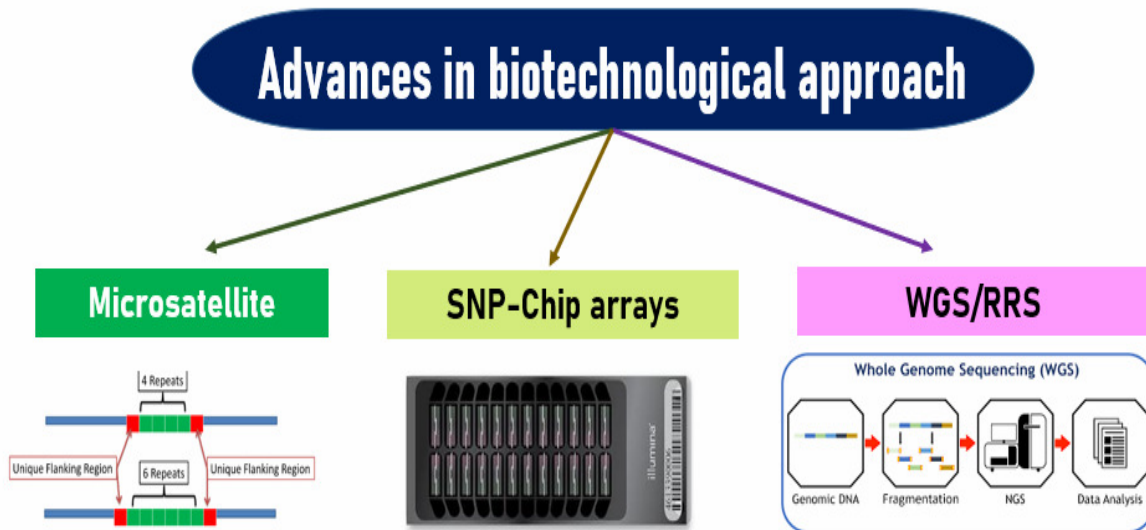 Advances in biotechnological approach
Microsatellite
SNP-Chip arrays
WGS/RRS
4 Repeats
Unique Flanking Region
Unique Flanking Region
6 Repeats
illumina
Whole Genome Sequencing (WGS)
Genomic DNA
Fragmentation
NGS
Data Analysis